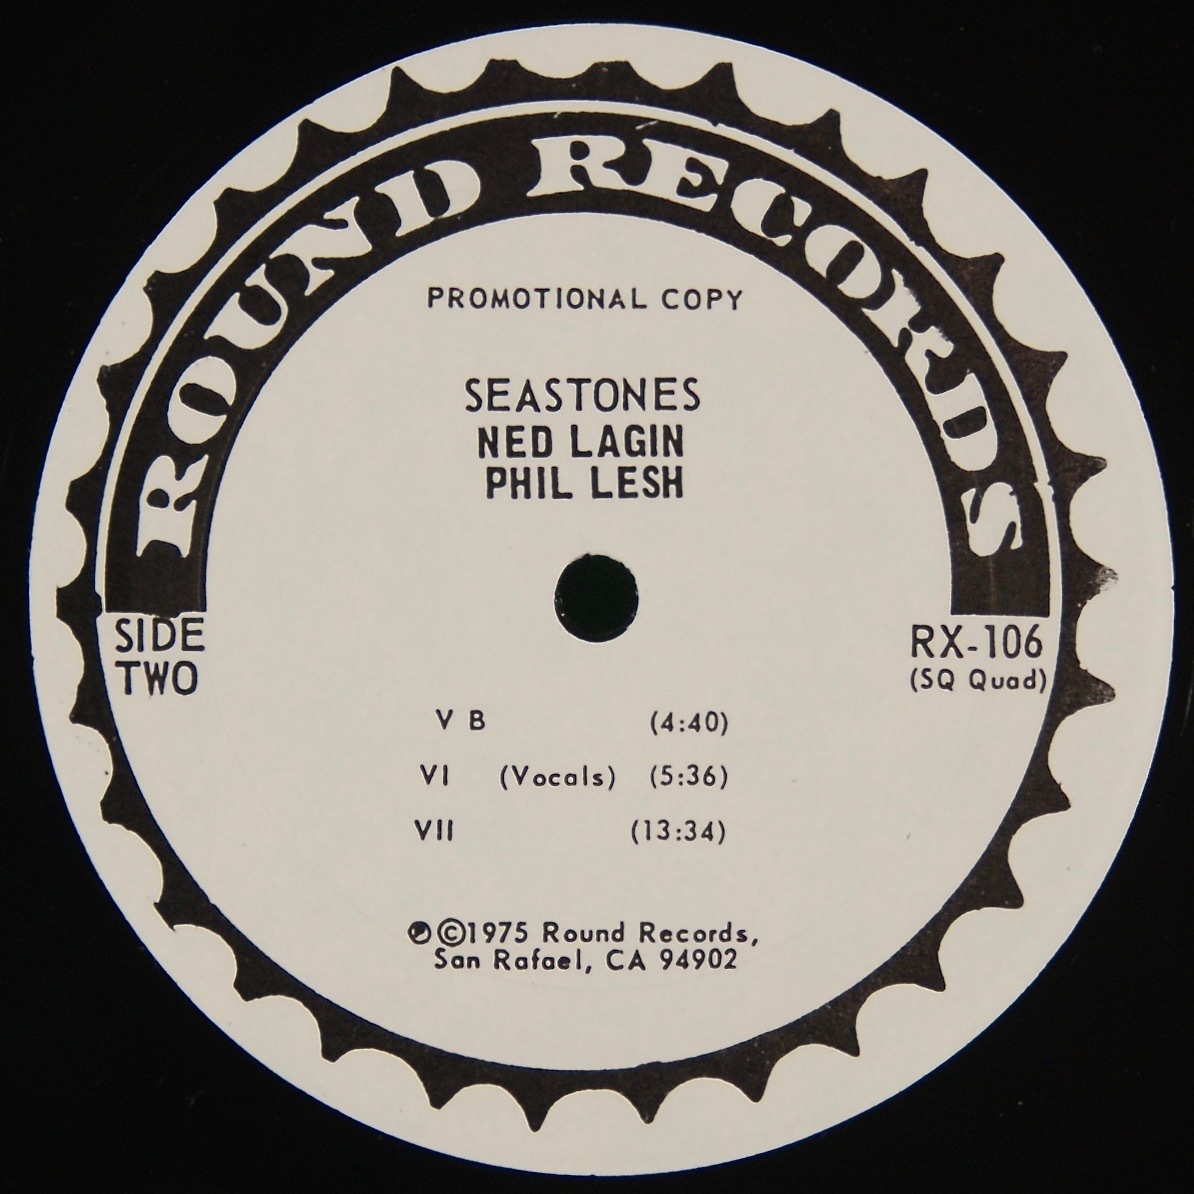 ROUND RECORDS
PROMOTIONAL COPY
SEASTONES
NED LAGIN
PHIL LESH
SIDE
TWO
RX-106
(SQ Quad)
V B (4:40)
VI (Vocals) (5:36)
VII (13:34)
℗©1975 Round Records,
San Rafael, CA 94902